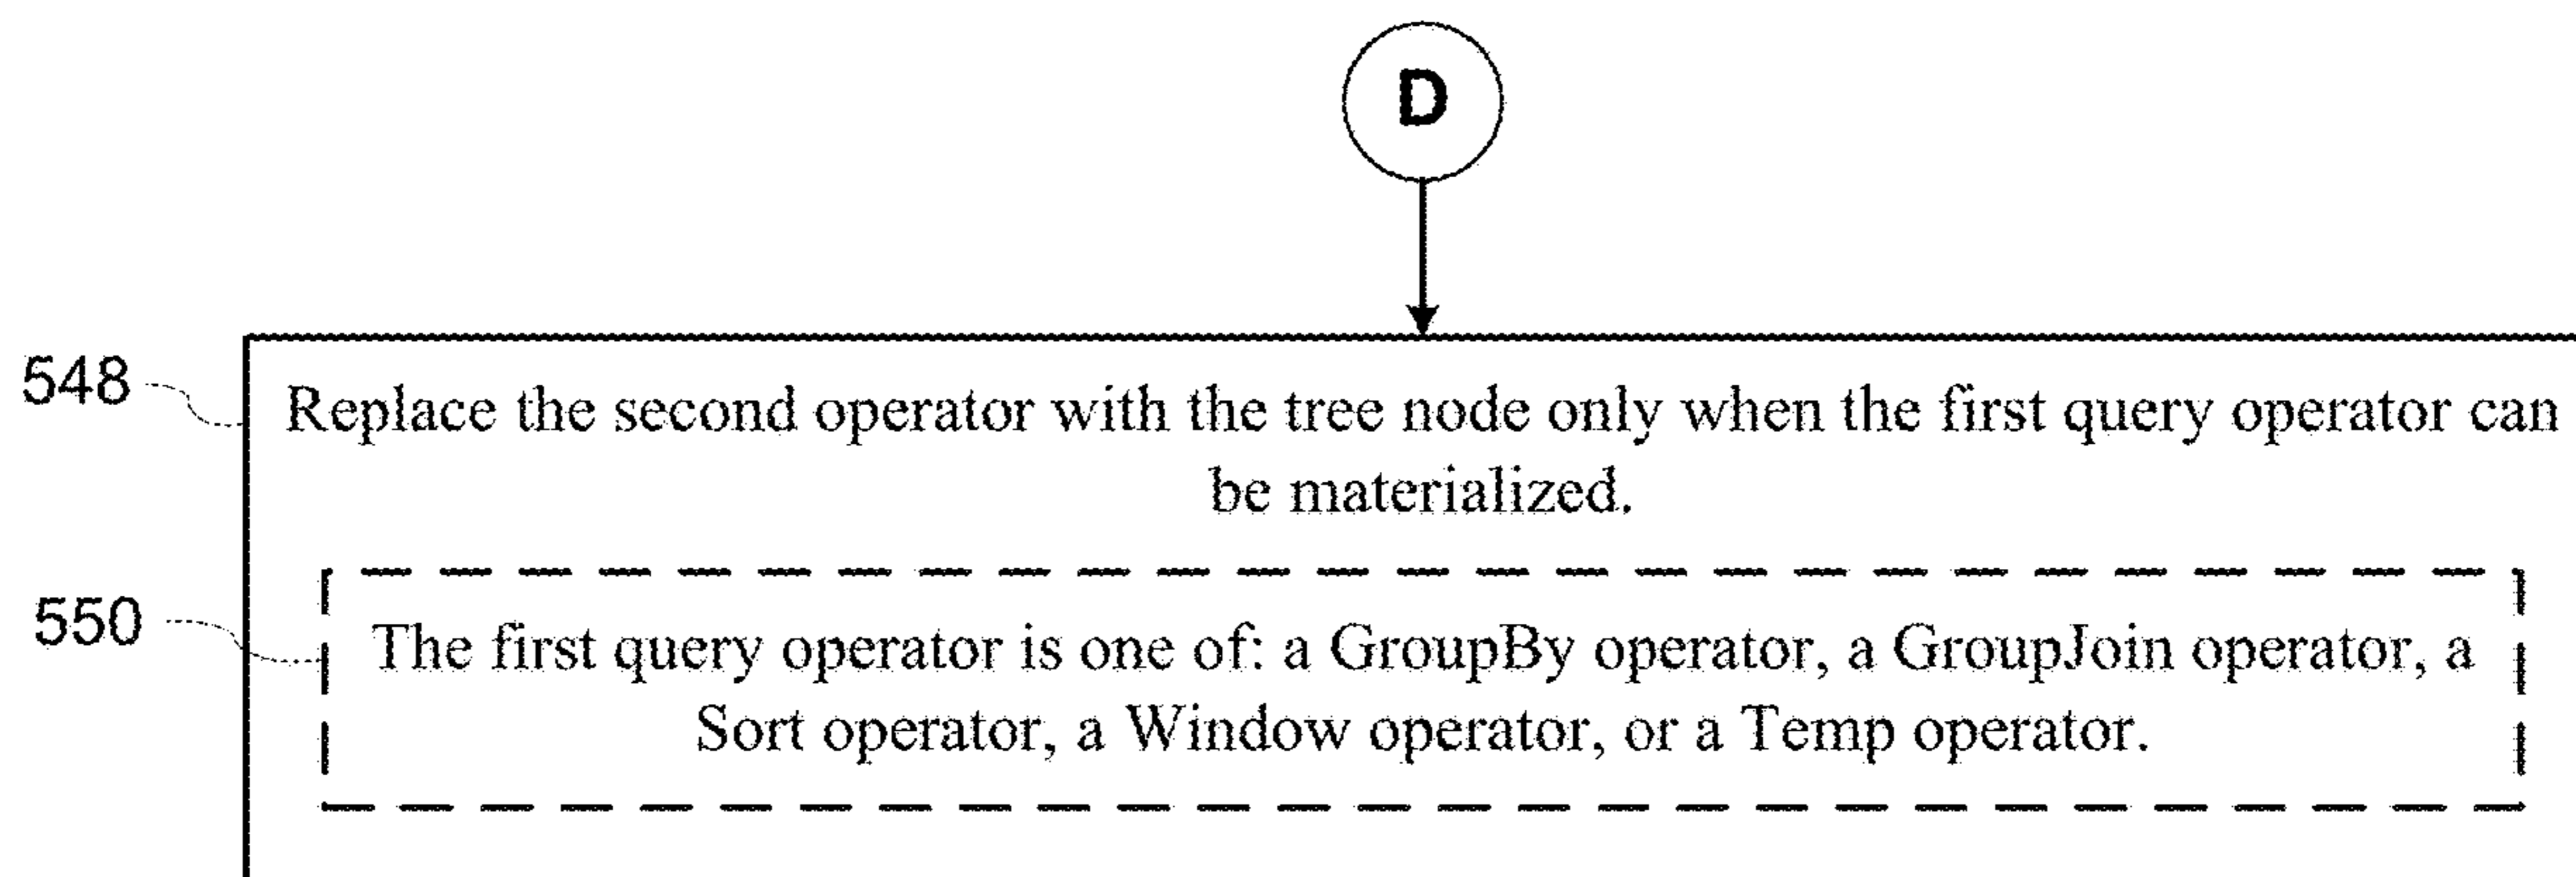 D
548
Replace the second operator with the tree node only when the first query operator can
be materialized.
550
The first query operator is one of: a GroupBy operator, a GroupJoin operator, a
Sort operator, a Window operator, or a Temp operator.